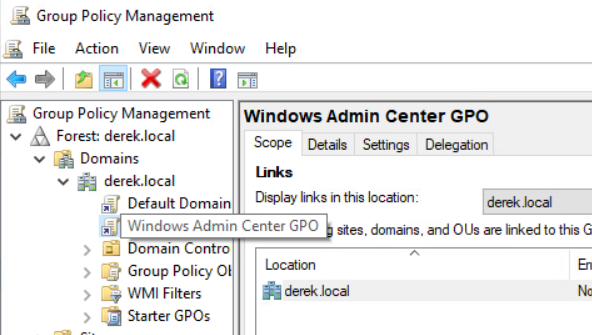 Group Policy Management
File Action View Window Help
Group Policy Management
Forest: derek.local
Domains
derek.local
Default Domain
Windows Admin Center GPO
Domain Contro
Group Policy Ob
WMI Filters
Starter GPOs
Windows Admin Center GPO
Scope Details Settings Delegation
Links
Display links in this location: derek.local
sites, domains, and OUs are linked to this G
Location
derek.local